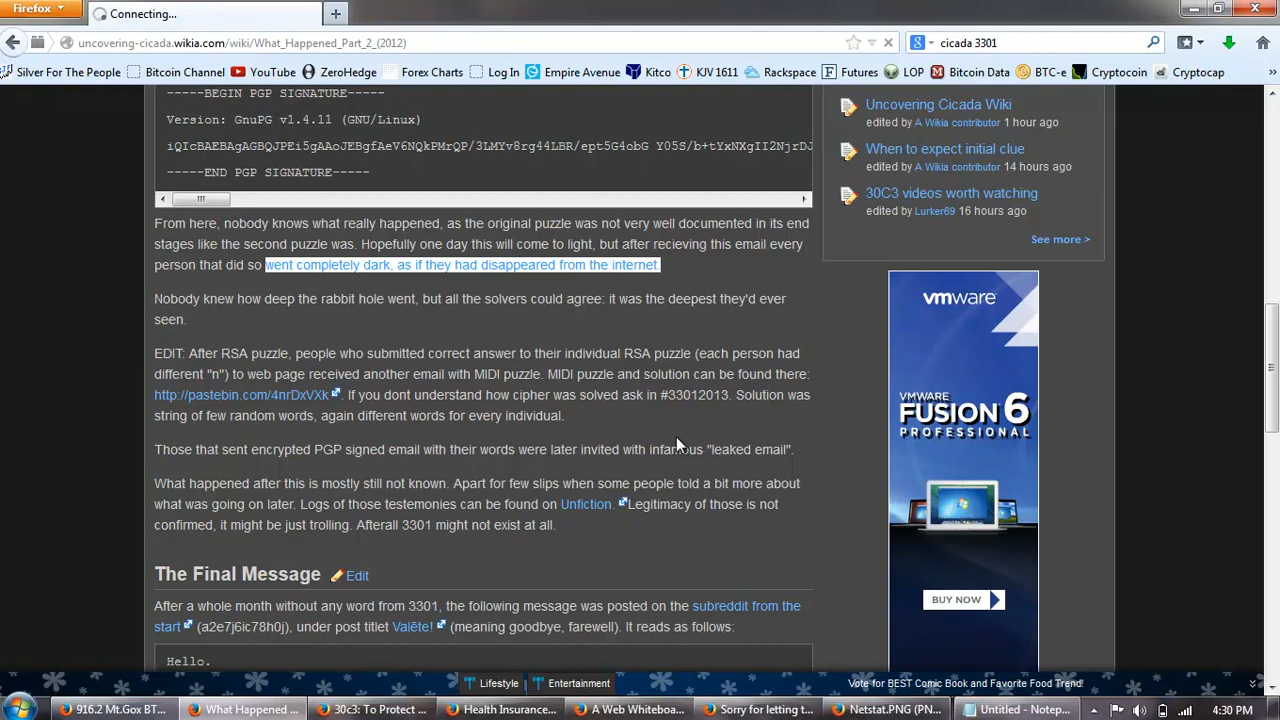 Firefox
Connecting...
uncovering-cicada.wikia.com/wiki/What_Happened_Part_2_(2012)
cicada 3301
Silver For The People
Bitcoin Channel
YouTube
ZeroHedge
Forex Charts
Log In
Empire Avenue
Kitco
KJV 1611
Rackspace
Futures
LOP
Bitcoin Data
BTC-e
Cryptocoin
Cryptocap
-----BEGIN PGP SIGNATURE-----
Version: GnuPG v1.4.11 (GNU/Linux)
iQIcBAEBAgAGBQJPEi5gAAoJEBgfAeV6NQkPMrQP/3LMYv8rg44LBR/ept5G4obG Y05S/b+tYxNXgII2NjrDJ
-----END PGP SIGNATURE-----
From here, nobody knows what really happened, as the original puzzle was not very well documented in its end
stages like the second puzzle was. Hopefully one day this will come to light, but after recieving this email every
person that did so went completely dark, as if they had disappeared from the internet.
Nobody knew how deep the rabbit hole went, but all the solvers could agree: it was the deepest they'd ever
seen.
EDIT: After RSA puzzle, people who submitted correct answer to their individual RSA puzzle (each person had
different "n") to web page received another email with MIDI puzzle. MIDI puzzle and solution can be found there:
http://pastebin.com/4nrDxVXk . If you dont understand how cipher was solved ask in #33012013. Solution was
string of few random words, again different words for every individual.
Those that sent encrypted PGP signed email with their words were later invited with infamous "leaked email".
What happened after this is mostly still not known. Apart for few slips when some people told a bit more about
what was going on later. Logs of those testemonies can be found on Unfiction. Legitimacy of those is not
confirmed, it might be just trolling. Afterall 3301 might not exist at all.
The Final Message Edit
After a whole month without any word from 3301, the following message was posted on the subreddit from the
start (a2e7j6ic78h0j), under post titlet Valēte! (meaning goodbye, farewell). It reads as follows:
Hello.
Uncovering Cicada Wiki
edited by A Wikia contributor 1 hour ago
When to expect initial clue
edited by A Wikia contributor 14 hours ago
30C3 videos worth watching
edited by Lurker69 16 hours ago
See more >
vmware
VMWARE
FUSION 6
PROFESSIONAL
BUY NOW
Lifestyle
Entertainment
Vote for BEST Comic Book and Favorite Food Trend!
916.2 Mt.Gox BT...
What Happened ...
30c3: To Protect ...
Health Insurance...
A Web Whiteboa...
Sorry for letting t...
Netstat.PNG (PN...
Untitled - Notep...
4:30 PM